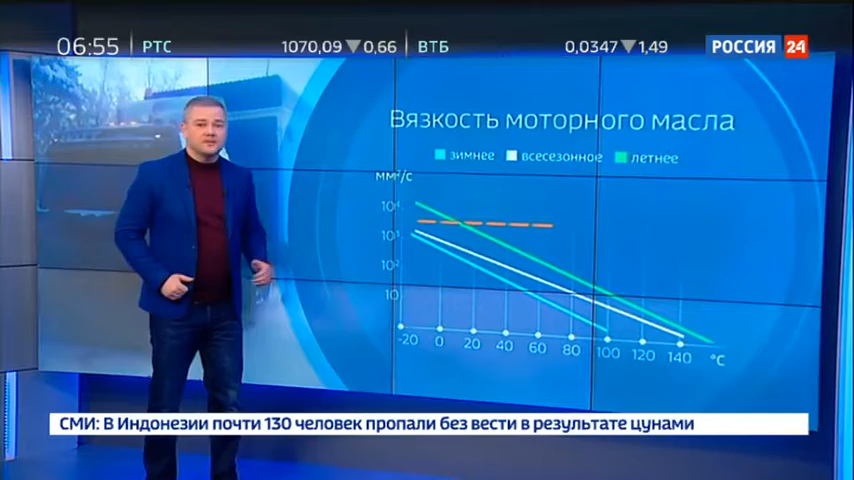 06:55 РТС 1070,09▼0,66 ВТБ 0,0347▼1,49 РОССИЯ 24
Вязкость моторного масла
зимнее всесезонное летнее
мм²/с
10⁴
10³
10²
10
-20 0 20 40 60 80 100 120 140 °C
СМИ: В Индонезии почти 130 человек пропали без вести в результате цунами